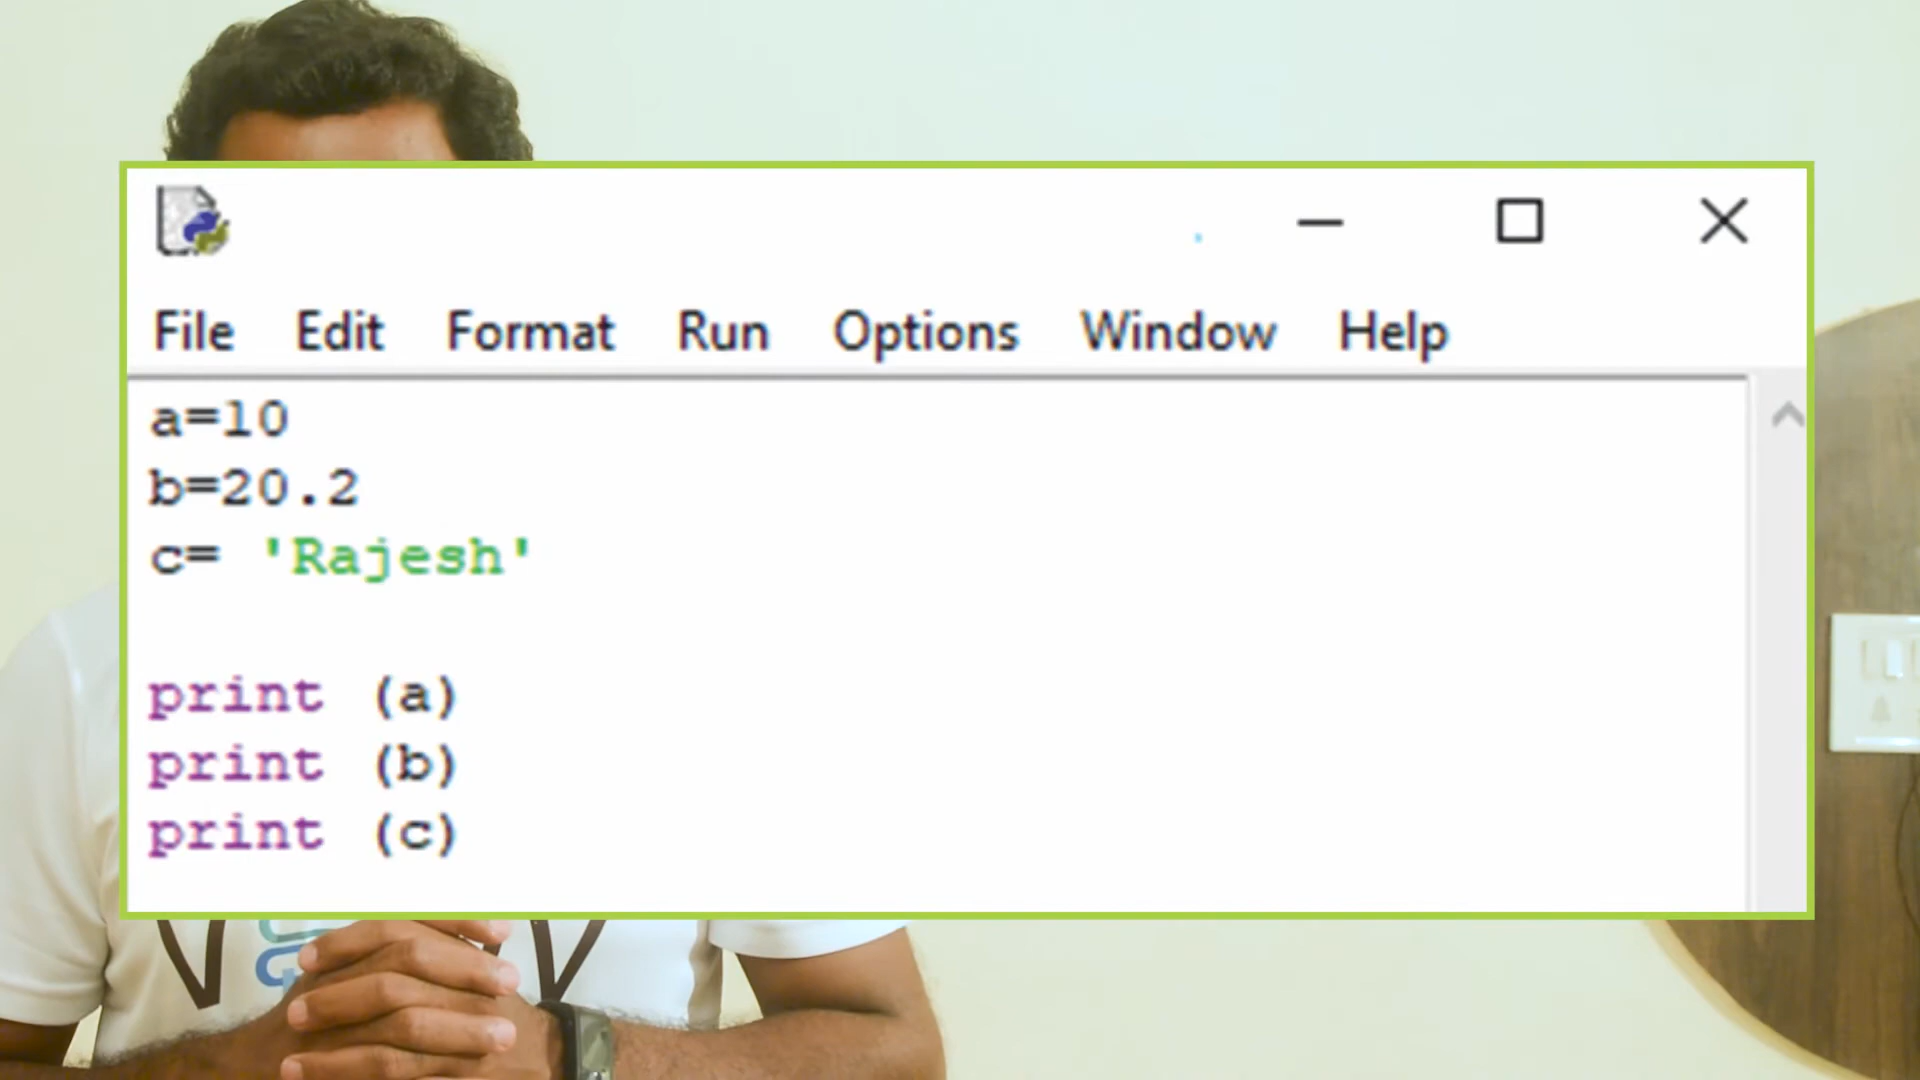 File Edit Format Run Options Window Help
a=10
b=20.2
c= 'Rajesh'
print (a)
print (b)
print (c)